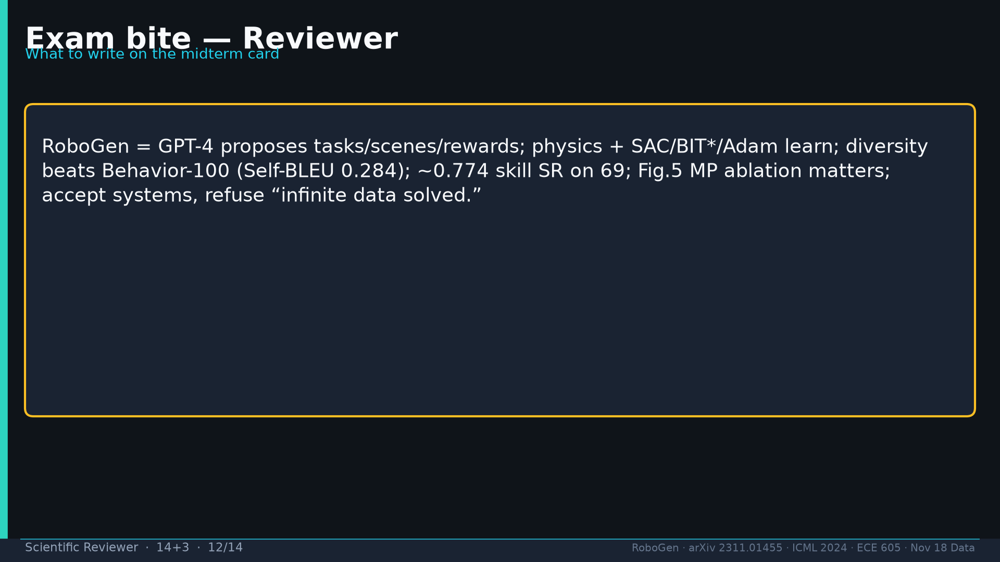 Exam bite — Reviewer
What to write on the midterm card
RoboGen = GPT-4 proposes tasks/scenes/rewards; physics + SAC/BIT*/Adam learn; diversity
beats Behavior-100 (Self-BLEU 0.284); ~0.774 skill SR on 69; Fig.5 MP ablation matters;
accept systems, refuse “infinite data solved.”
Scientific Reviewer · 14+3 · 12/14
RoboGen · arXiv 2311.01455 · ICML 2024 · ECE 605 · Nov 18 Data